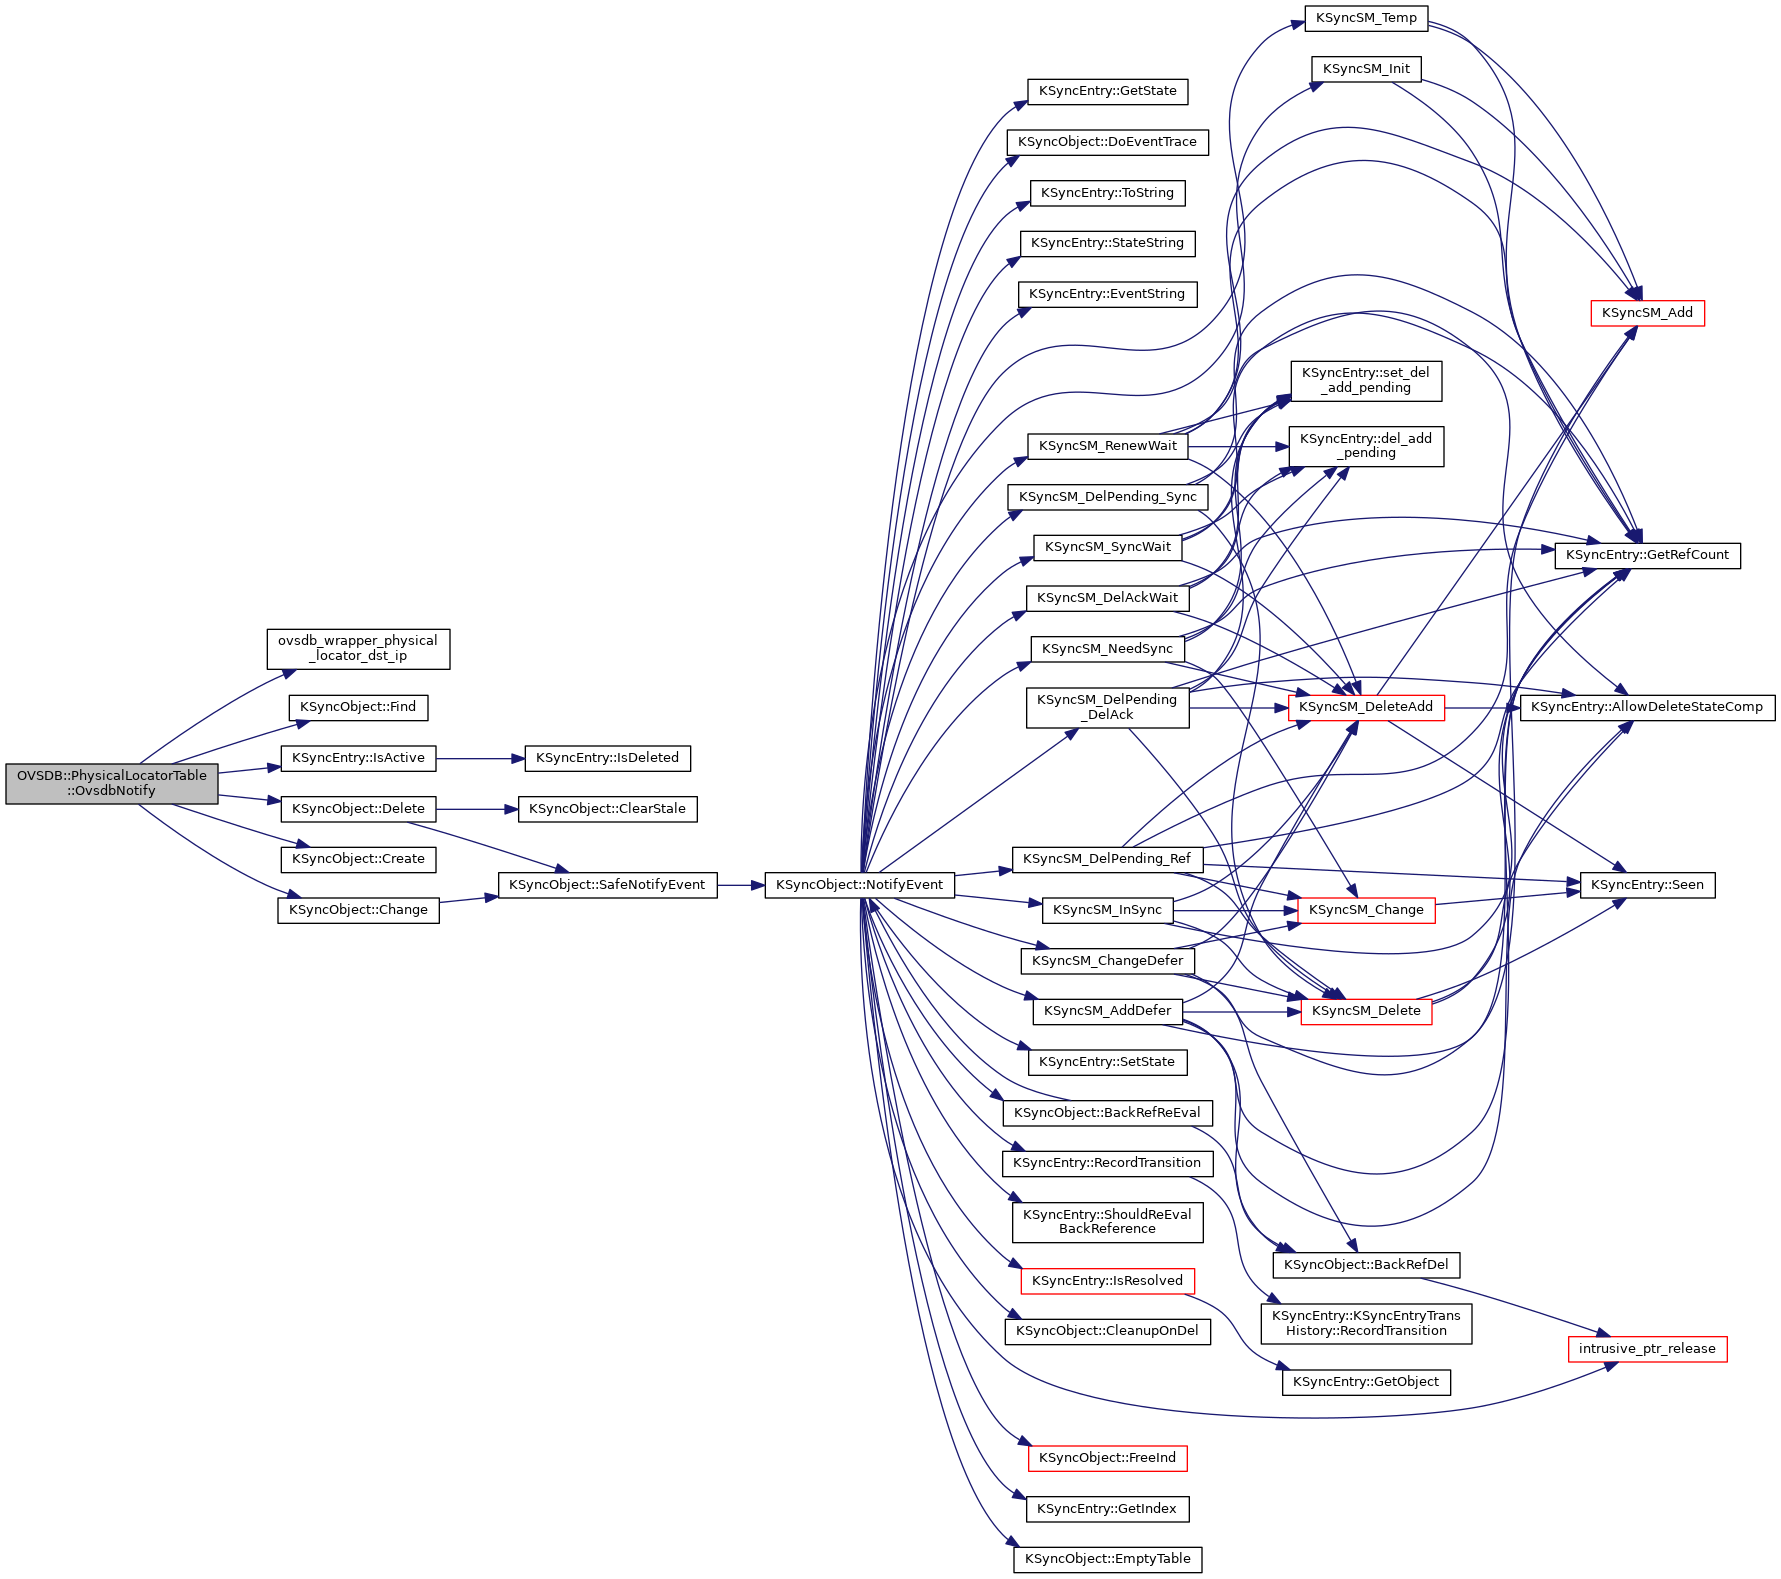 OVSDB::PhysicalLocatorTable
::OvsdbNotify
ovsdb_wrapper_physical
_locator_dst_ip
KSyncObject::Find
KSyncEntry::IsActive
KSyncObject::Delete
KSyncObject::Create
KSyncObject::Change
KSyncEntry::IsDeleted
KSyncObject::ClearStale
KSyncObject::SafeNotifyEvent
KSyncObject::NotifyEvent
KSyncEntry::GetState
KSyncObject::DoEventTrace
KSyncEntry::ToString
KSyncEntry::StateString
KSyncEntry::EventString
KSyncSM_RenewWait
KSyncSM_DelPending_Sync
KSyncSM_SyncWait
KSyncSM_DelAckWait
KSyncSM_NeedSync
KSyncSM_DelPending
_DelAck
KSyncSM_DelPending_Ref
KSyncSM_InSync
KSyncSM_ChangeDefer
KSyncSM_AddDefer
KSyncEntry::SetState
KSyncObject::BackRefReEval
KSyncEntry::RecordTransition
KSyncEntry::ShouldReEval
BackReference
KSyncEntry::IsResolved
KSyncObject::CleanupOnDel
KSyncObject::FreeInd
KSyncEntry::GetIndex
KSyncObject::EmptyTable
KSyncSM_Temp
KSyncSM_Init
KSyncEntry::set_del
_add_pending
KSyncEntry::del_add
_pending
KSyncSM_DeleteAdd
KSyncSM_Change
KSyncSM_Delete
KSyncObject::BackRefDel
KSyncEntry::KSyncEntryTrans
History::RecordTransition
KSyncEntry::GetObject
KSyncSM_Add
KSyncEntry::GetRefCount
KSyncEntry::AllowDeleteStateComp
KSyncEntry::Seen
intrusive_ptr_release